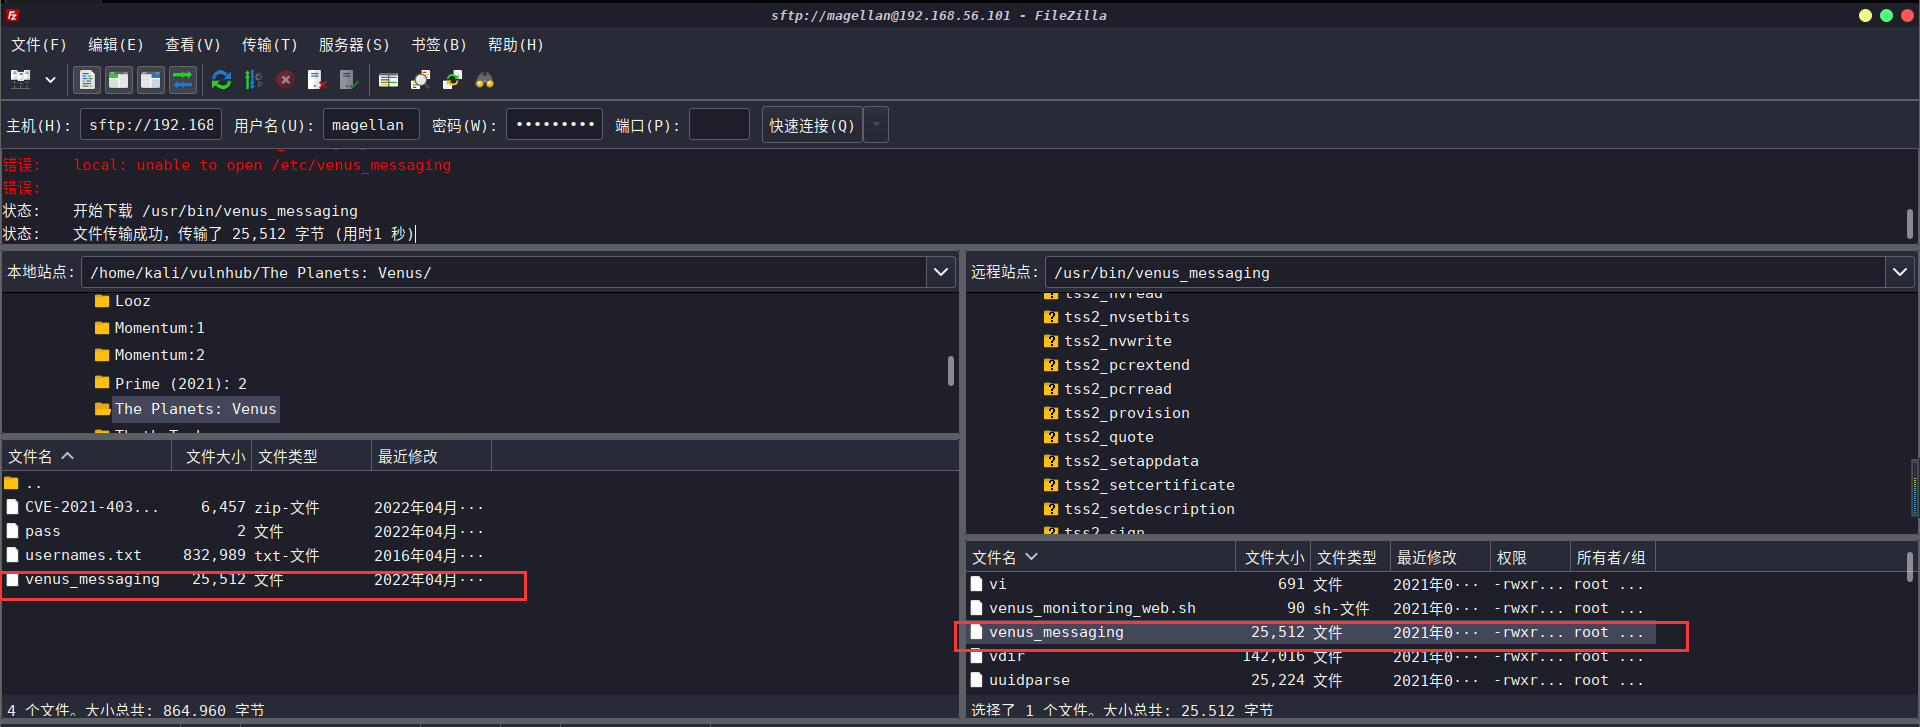 sftp://magellan@192.168.56.101 - FileZilla
文件(F) 编辑(E) 查看(V) 传输(T) 服务器(S) 书签(B) 帮助(H)
主机(H): sftp://192.168 用户名(U): magellan 密码(W): ••••••••• 端口(P): 快速连接(Q)
错误: local: unable to open /etc/venus_messaging
错误:
状态: 开始下载 /usr/bin/venus_messaging
状态: 文件传输成功，传输了 25,512 字节 (用时1 秒)
本地站点: /home/kali/vulnhub/The Planets: Venus/
Looz
Momentum:1
Momentum:2
Prime (2021): 2
The Planets: Venus
文件名 文件大小 文件类型 最近修改
..
CVE-2021-403... 6,457 zip-文件 2022年04月···
pass 2 文件 2022年04月···
usernames.txt 832,989 txt-文件 2016年04月···
venus_messaging 25,512 文件 2022年04月···
4 个文件。大小总共: 864,960 字节
远程站点: /usr/bin/venus_messaging
tss2_nvread
tss2_nvsetbits
tss2_nvwrite
tss2_pcrextend
tss2_pcrread
tss2_provision
tss2_quote
tss2_setappdata
tss2_setcertificate
tss2_setdescription
tss2_sign
文件名 文件大小 文件类型 最近修改 权限 所有者/组
vi 691 文件 2021年0··· -rwxr... root ...
venus_monitoring_web.sh 90 sh-文件 2021年0··· -rwxr... root ...
venus_messaging 25,512 文件 2021年0··· -rwxr... root ...
vdir 142,016 文件 2021年0··· -rwxr... root ...
uuidparse 25,224 文件 2021年0··· -rwxr... root ...
选择了 1 个文件。大小总共: 25,512 字节